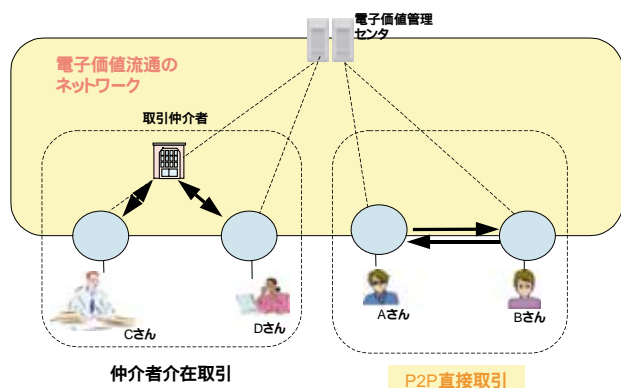 電子価値管理
センタ
電子価値流通の
ネットワーク
取引仲介者
Cさん
Dさん
Aさん
Bさん
仲介者介在取引
P2P直接取引